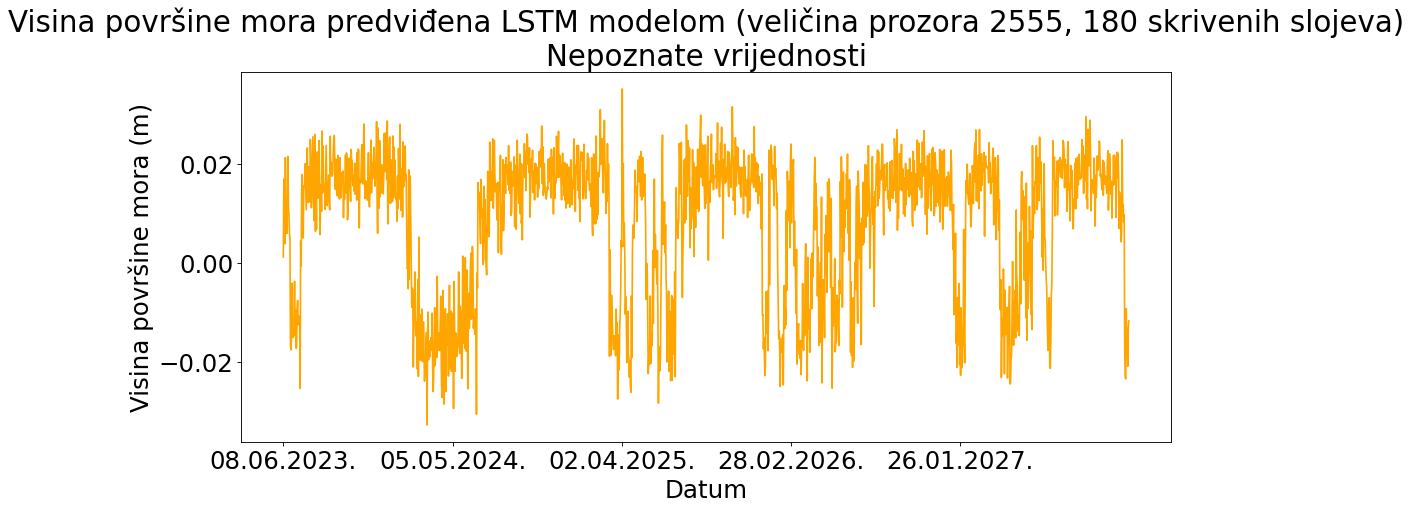 Visina površine mora predviđena LSTM modelom (veličina prozora 2555, 180 skrivenih slojeva)
Nepoznate vrijednosti
Visina površine mora (m)
0.02
0.00
−0.02
08.06.2023. 05.05.2024. 02.04.2025. 28.02.2026. 26.01.2027.
Datum